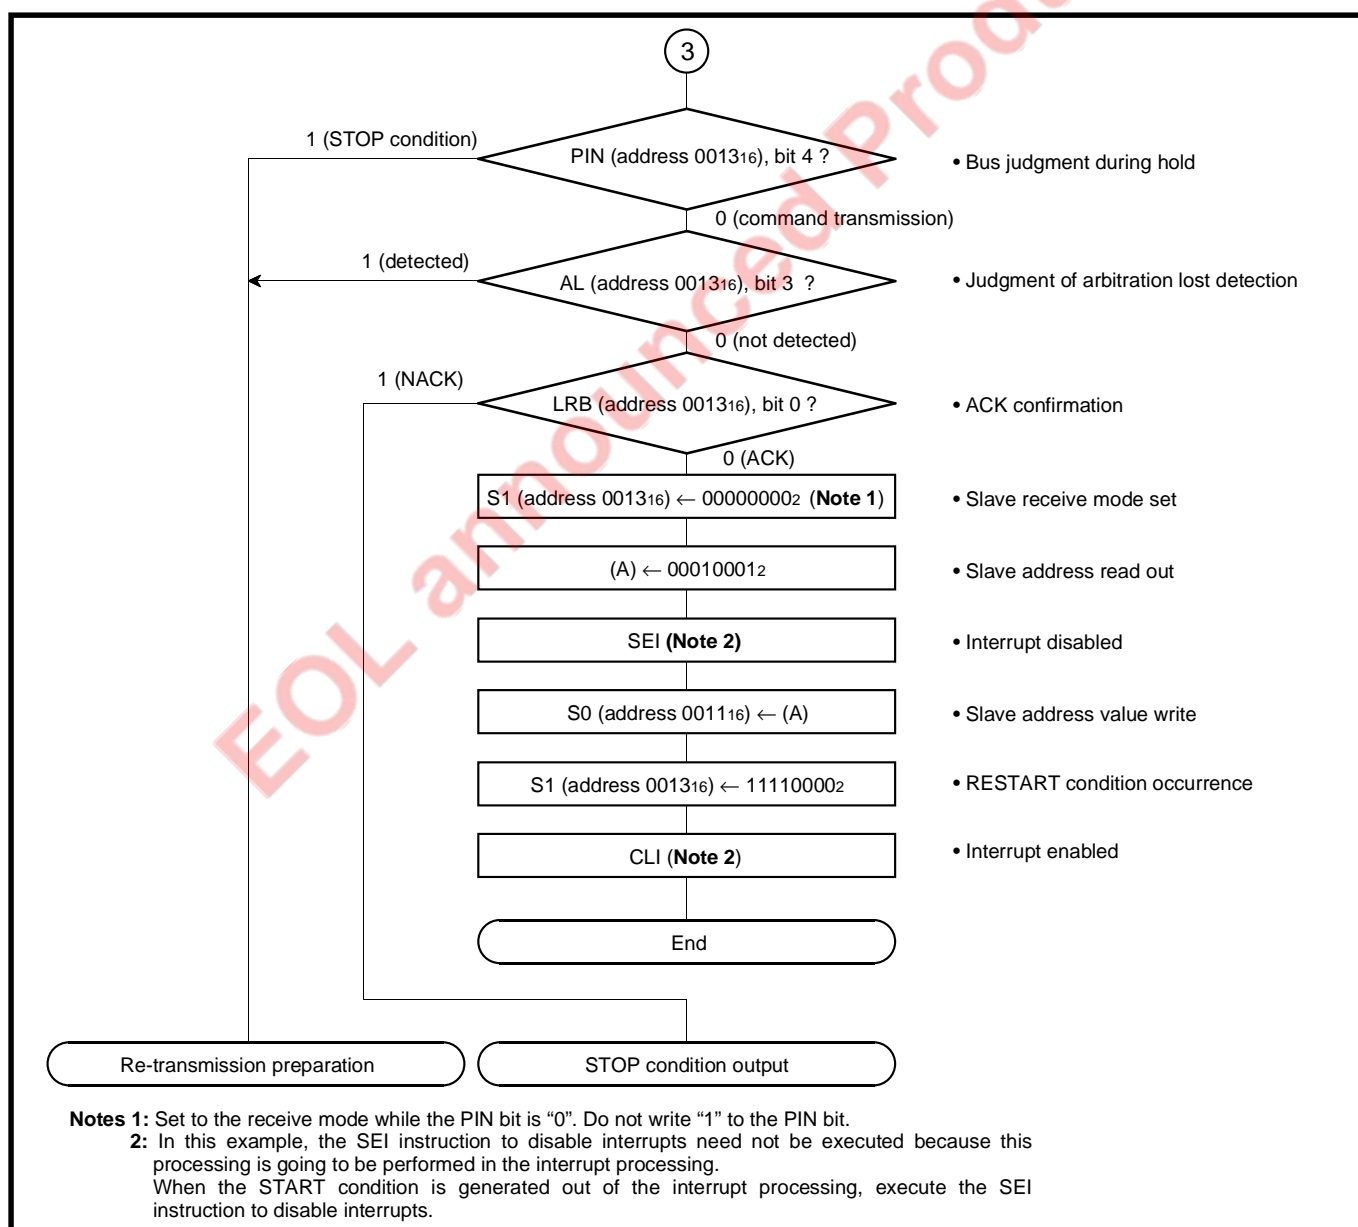 3
1 (STOP condition)
PIN (address 001316), bit 4 ?
• Bus judgment during hold
0 (command transmission)
1 (detected)
AL (address 001316), bit 3 ?
• Judgment of arbitration lost detection
0 (not detected)
1 (NACK)
LRB (address 001316), bit 0 ?
• ACK confirmation
0 (ACK)
S1 (address 001316) ← 000000002 (Note 1)
• Slave receive mode set
(A) ← 000100012
• Slave address read out
SEI (Note 2)
• Interrupt disabled
S0 (address 001116) ← (A)
• Slave address value write
S1 (address 001316) ← 111100002
• RESTART condition occurrence
CLI (Note 2)
• Interrupt enabled
End
Re-transmission preparation
STOP condition output
Notes 1: Set to the receive mode while the PIN bit is “0”. Do not write “1” to the PIN bit.
2: In this example, the SEI instruction to disable interrupts need not be executed because this
processing is going to be performed in the interrupt processing.
When the START condition is generated out of the interrupt processing, execute the SEI
instruction to disable interrupts.
EOL announced Produ